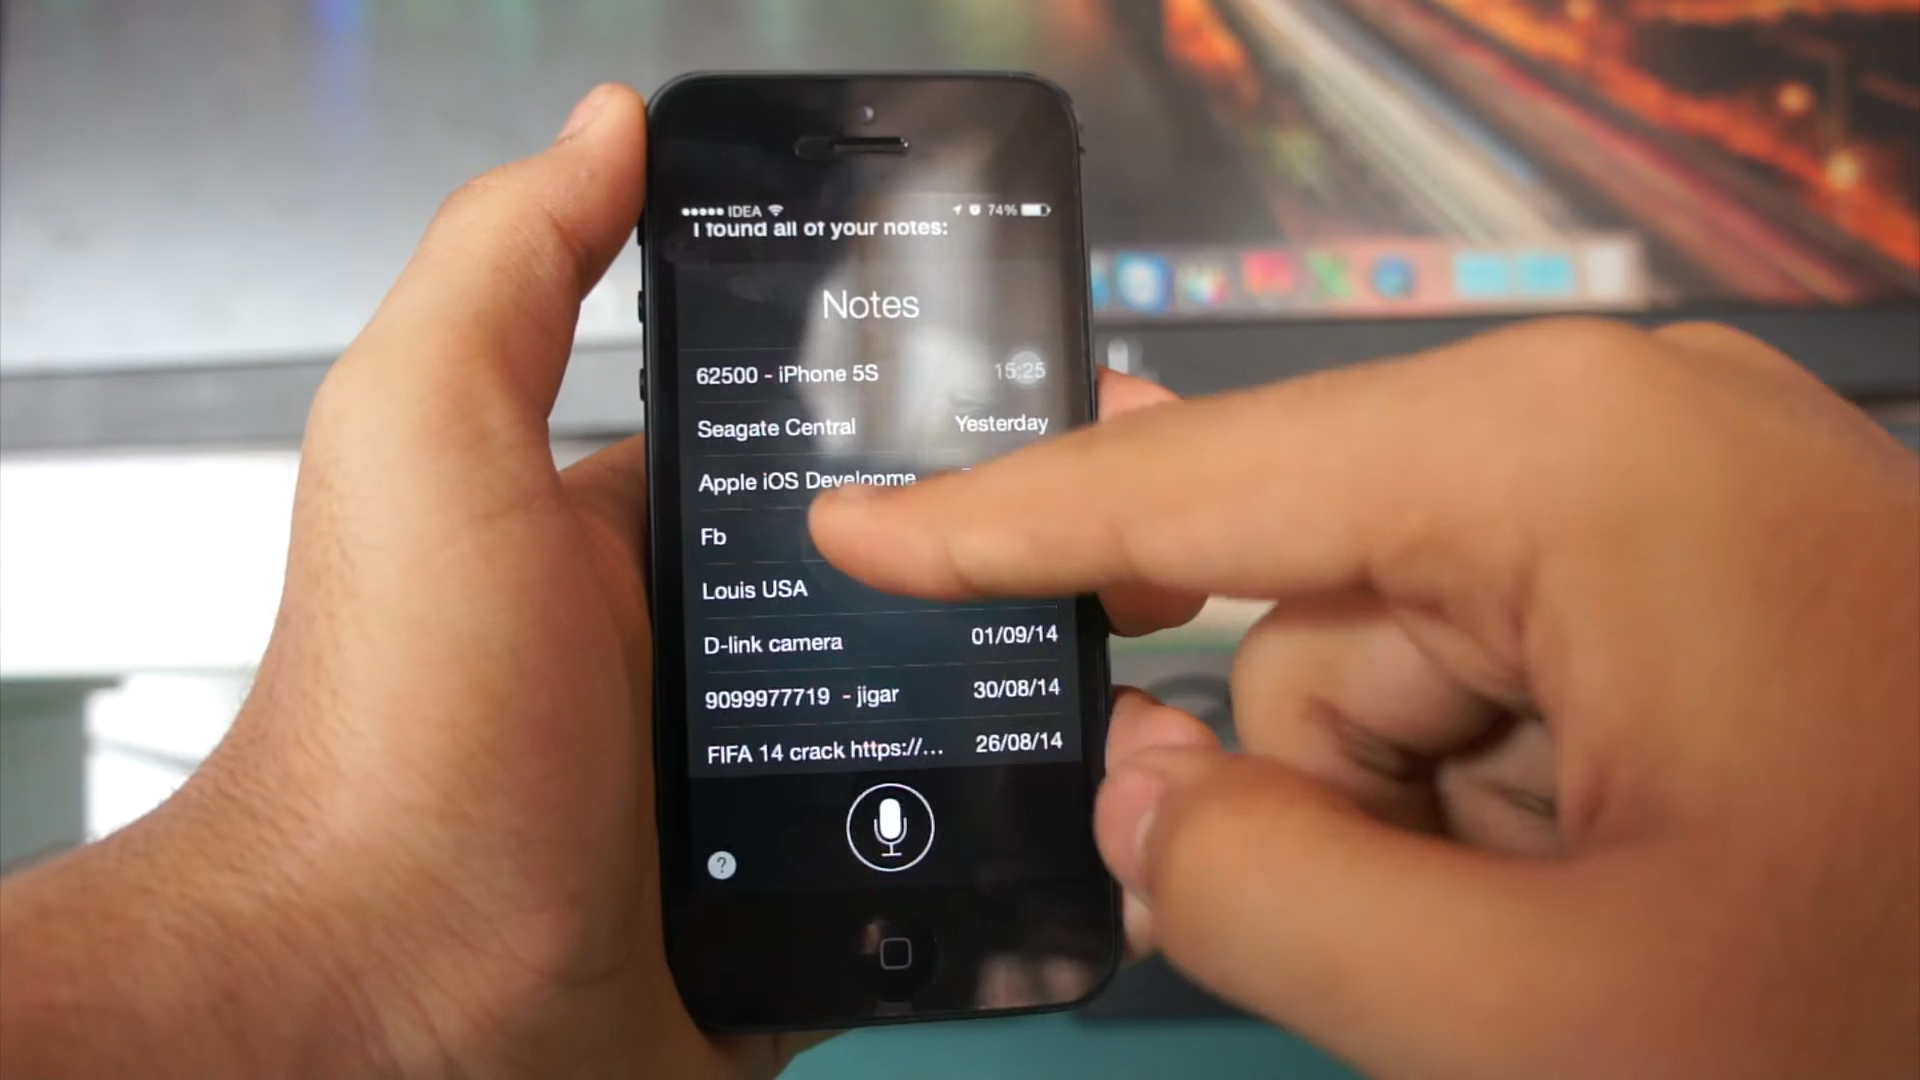 IDEA 74%
I found all of your notes:
Notes
62500 - iPhone 5S 15:25
Seagate Central Yesterday
Apple iOS Developme
Fb
Louis USA
D-link camera 01/09/14
9099977719 - jigar 30/08/14
FIFA 14 crack https://... 26/08/14
?